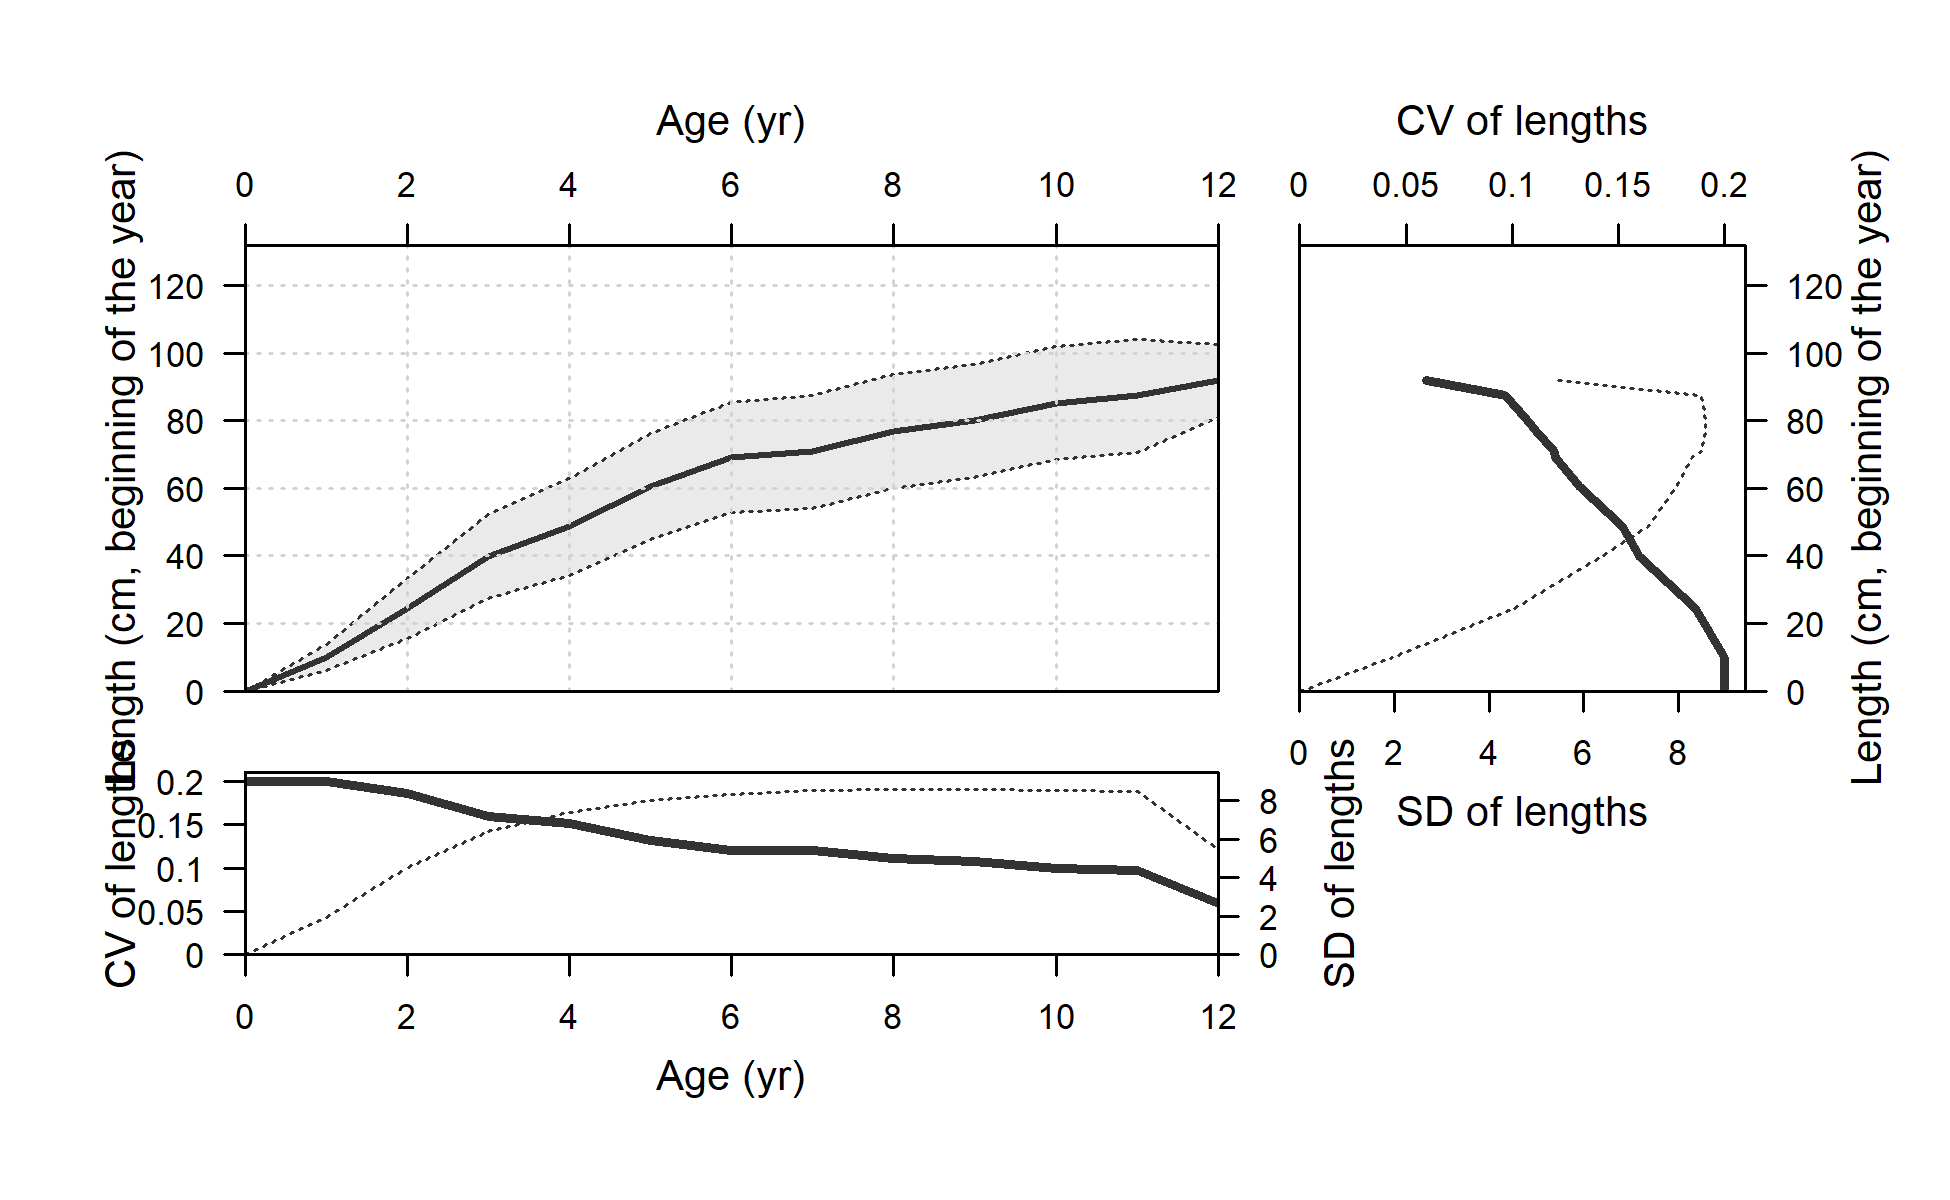 Age (yr)
CV of lengths
0 2 4 6 8 10 12
0 0.05 0.1 0.15 0.2
Length (cm, beginning of the year)
120
100
80
60
40
20
0
120
100
80
60
40
20
0
Length (cm, beginning of the year)
0 2 4 6 8
SD of lengths
CV of lengths
0.2
0.15
0.1
0.05
0
8
6
4
2
0
SD of lengths
0 2 4 6 8 10 12
Age (yr)